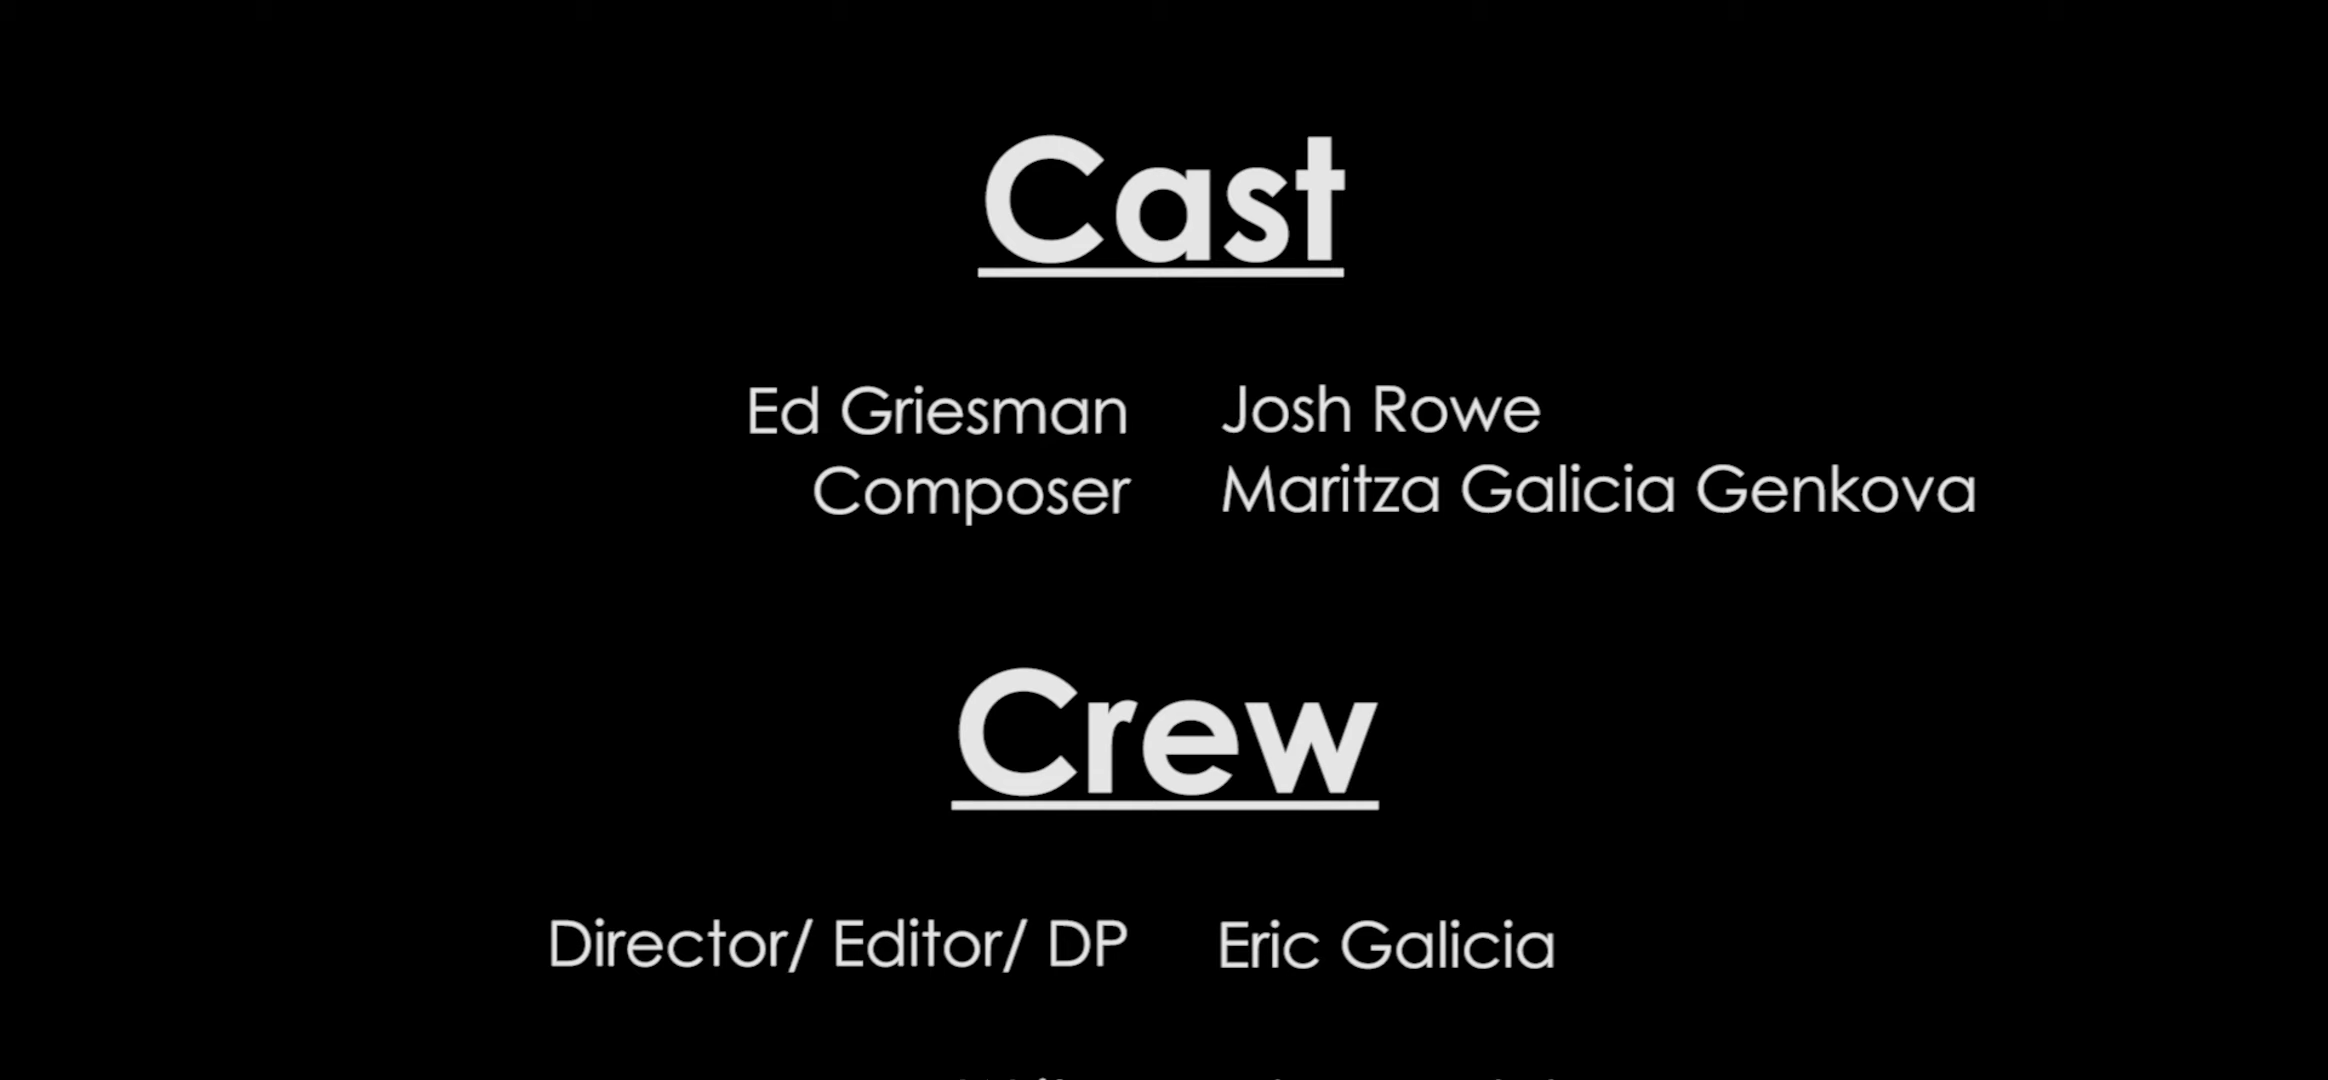 Cast
Ed Griesman Josh Rowe
Composer Maritza Galicia Genkova
Crew
Director/ Editor/ DP Eric Galicia